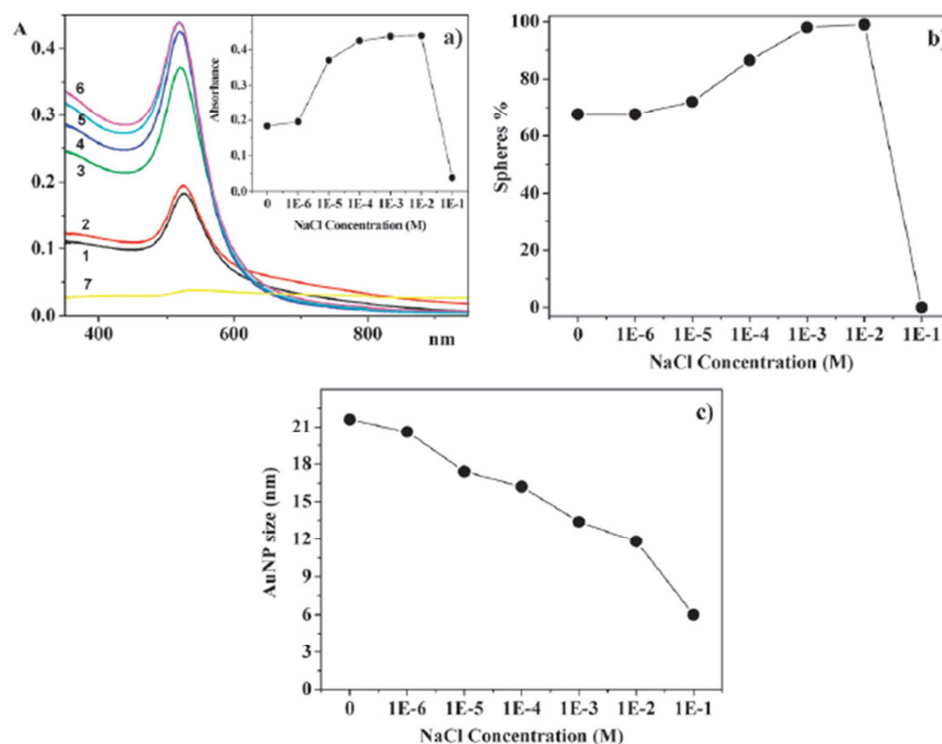 A
0.4
0.3
0.2
0.1
0.0
400
600
800
nm
6
5
4
3
2
1
7
a)
Absorbance
0.4
0.3
0.2
0.1
0.0
0 1E-6 1E-5 1E-4 1E-3 1E-2 1E-1
NaCl Concentration (M)
b)
Spheres %
100
80
60
40
20
0
0 1E-6 1E-5 1E-4 1E-3 1E-2 1E-1
NaCl Concentration (M)
c)
AuNP size (nm)
21
18
15
12
9
6
3
0
0 1E-6 1E-5 1E-4 1E-3 1E-2 1E-1
NaCl Concentration (M)